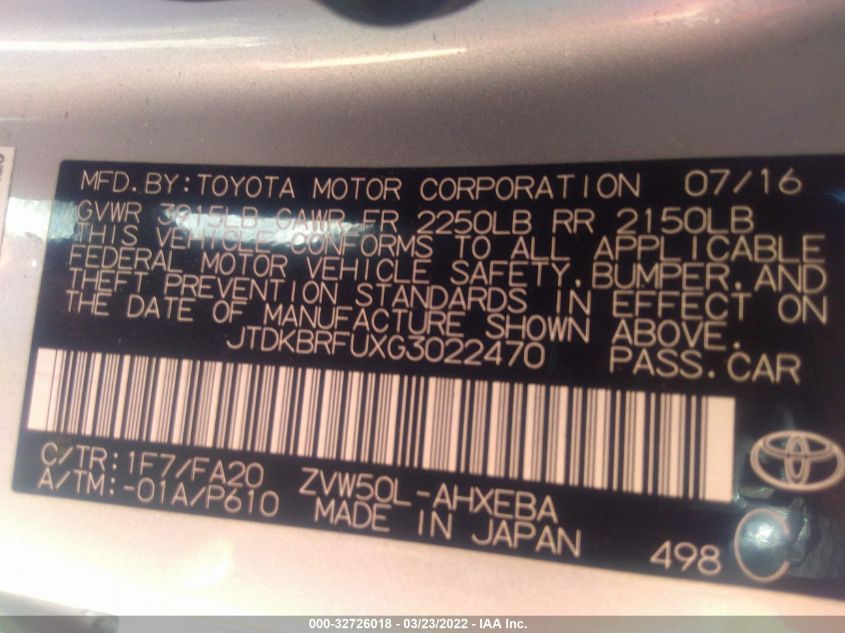 MFD.BY:TOYOTA MOTOR CORPORATION 07/16
GVWR 3915LB GAWR FR 2250LB RR 2150LB
THIS VEHICLE CONFORMS TO ALL APPLICABLE
FEDERAL MOTOR VEHICLE SAFETY,BUMPER,AND
THEFT PREVENTION STANDARDS IN EFFECT ON
THE DATE OF MANUFACTURE SHOWN ABOVE.
JTDKBRFUXG3022470 PASS.CAR
C/TR:1F7/FA20 ZVW50L-AHXEBA
A/TM:-01A/P610 MADE IN JAPAN
498
000-32726018 - 03/23/2022 - IAA Inc.